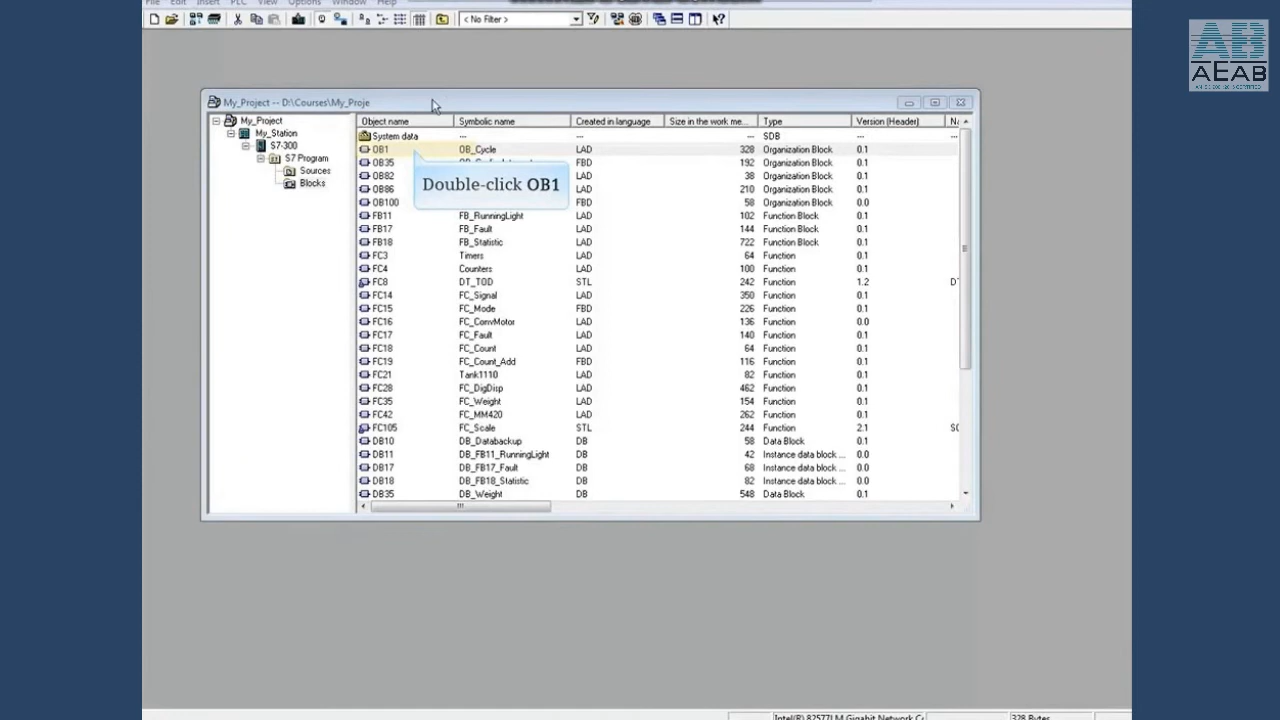 File Edit Insert PLC View Options Window Help
< No Filter >
AB
AEAB
My_Project -- D:\Courses\My_Proje
My_Project
My_Station
S7-300
S7 Program
Sources
Blocks
Object name Symbolic name Created in language Size in the work me... Type Version (Header)
System data --- --- --- SDB --- ---
OB1 OB_Cycle LAD 328 Organization Block 0.1
OB35 FBD 192 Organization Block 0.1
OB82 LAD 38 Organization Block 0.1
OB86 LAD 210 Organization Block 0.1
OB100 FBD 58 Organization Block 0.0
Double-click OB1
FB11 FB_RunningLight LAD 102 Function Block 0.1
FB17 FB_Fault LAD 144 Function Block 0.1
FB18 FB_Statistic LAD 722 Function Block 0.1
FC3 Timers LAD 64 Function 0.1
FC4 Counters LAD 100 Function 0.1
FC8 DT_TOD STL 242 Function 1.2
FC14 FC_Signal LAD 350 Function 0.1
FC15 FC_Mode FBD 226 Function 0.1
FC16 FC_ConvMotor LAD 136 Function 0.0
FC17 FC_Fault LAD 140 Function 0.1
FC18 FC_Count LAD 64 Function 0.1
FC19 FC_Count_Add FBD 116 Function 0.1
FC21 Tank1110 LAD 82 Function 0.1
FC28 FC_DigDisp LAD 462 Function 0.1
FC35 FC_Weight LAD 154 Function 0.1
FC42 FC_MM420 LAD 262 Function 0.1
FC105 FC_Scale STL 244 Function 2.1
DB10 DB_Databackup DB 58 Data Block 0.1
DB11 DB_FB11_RunningLight DB 42 Instance data block ... 0.0
DB17 DB_FB17_Fault DB 68 Instance data block ... 0.0
DB18 DB_FB18_Statistic DB 82 Instance data block ... 0.0
DB35 DB_Weight DB 548 Data Block 0.1
Intel(R) 82577LM Gigabit Network Cc 328 Bytes